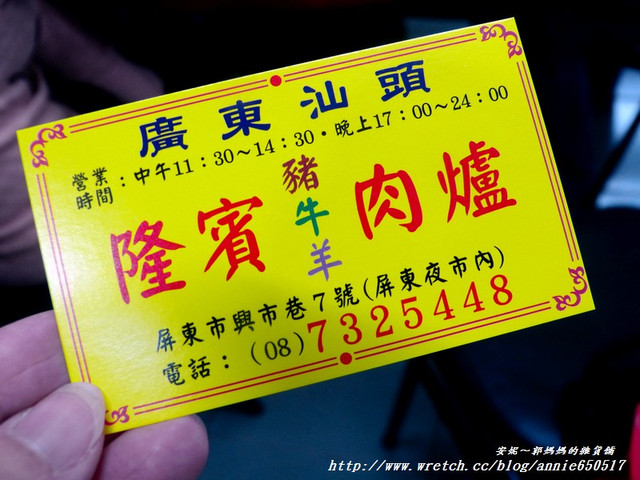 廣東汕頭
營業時間：中午11：30～14：30・晚上17：00～24：00
隆賓豬牛羊肉爐
屏東市興市巷7號(屏東夜市內)
電話：(08)7325448
安妮～郭媽媽的雜貨舖
http://www.wretch.cc/blog/annie650517